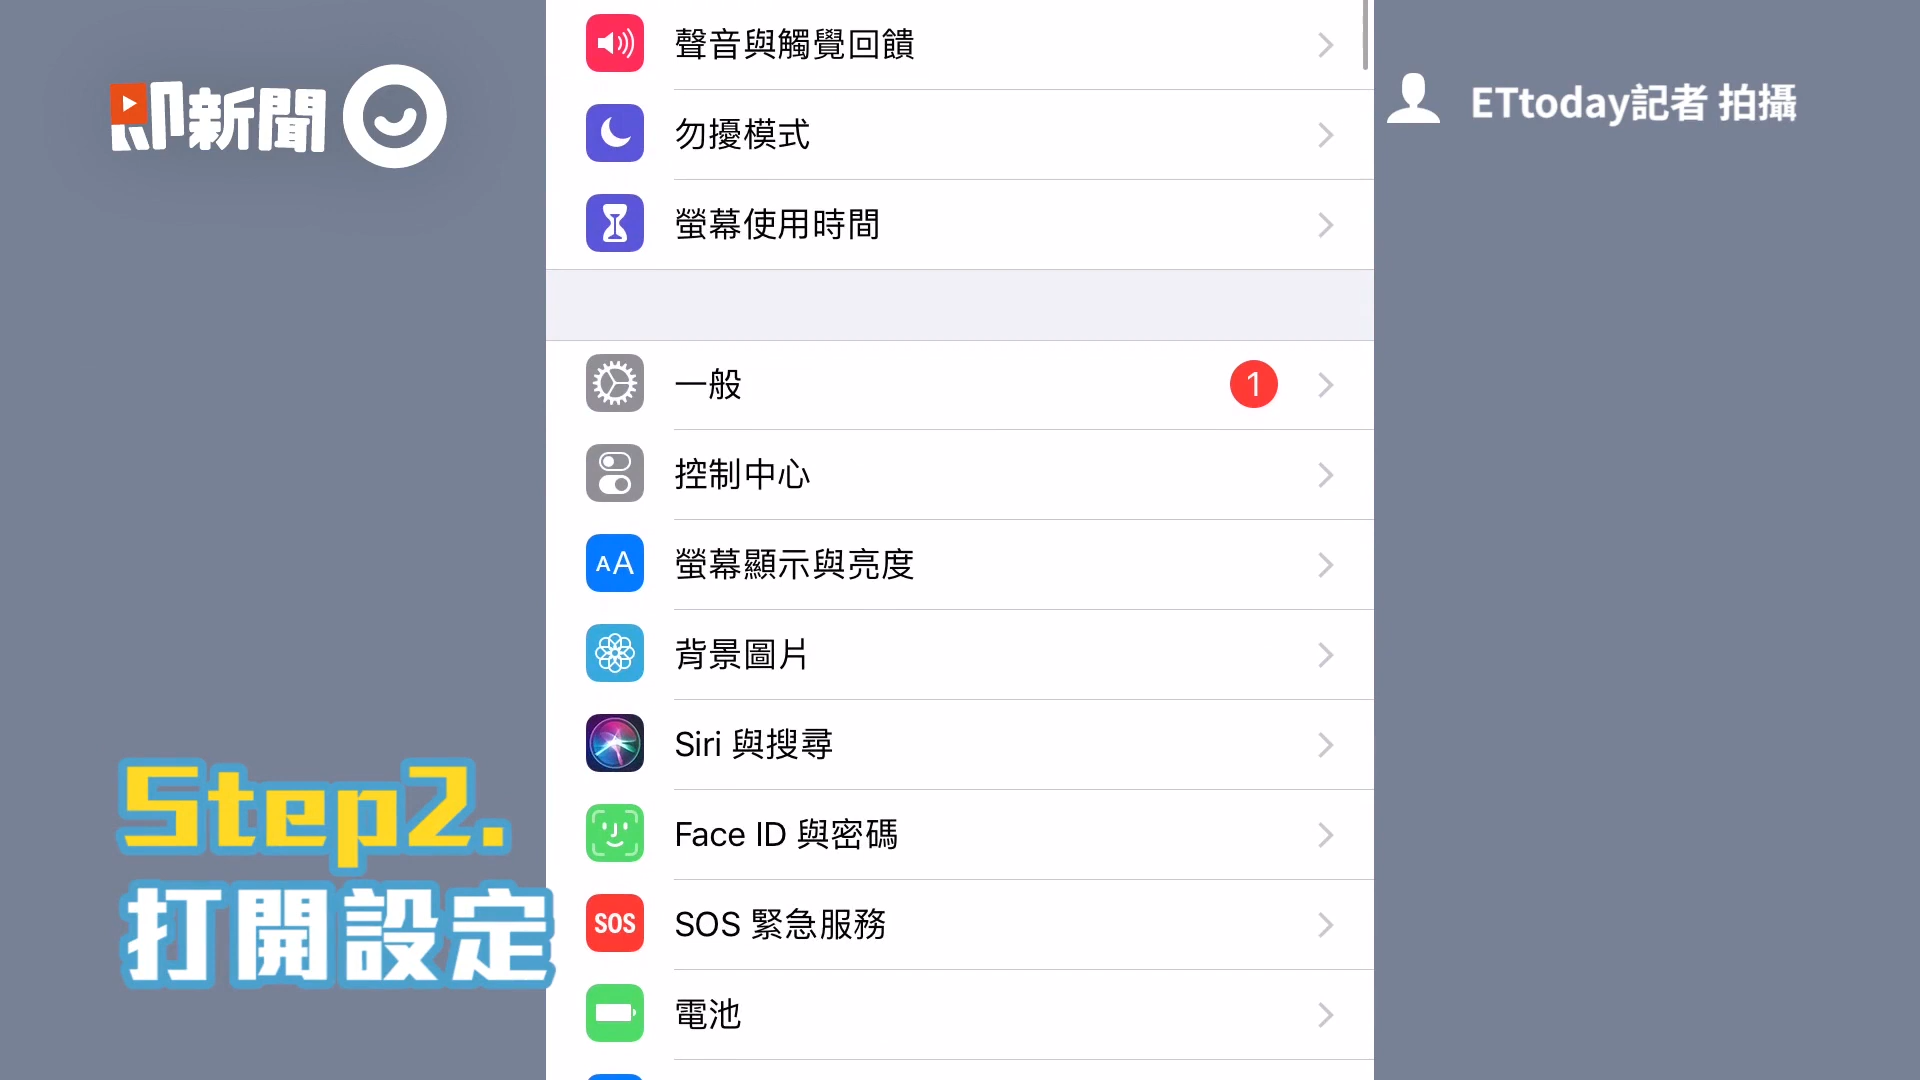 即新聞
ETtoday記者 拍攝
聲音與觸覺回饋
勿擾模式
螢幕使用時間
一般
1
控制中心
AA
螢幕顯示與亮度
背景圖片
Siri 與搜尋
Face ID 與密碼
SOS
SOS 緊急服務
電池
Step2.
打開設定